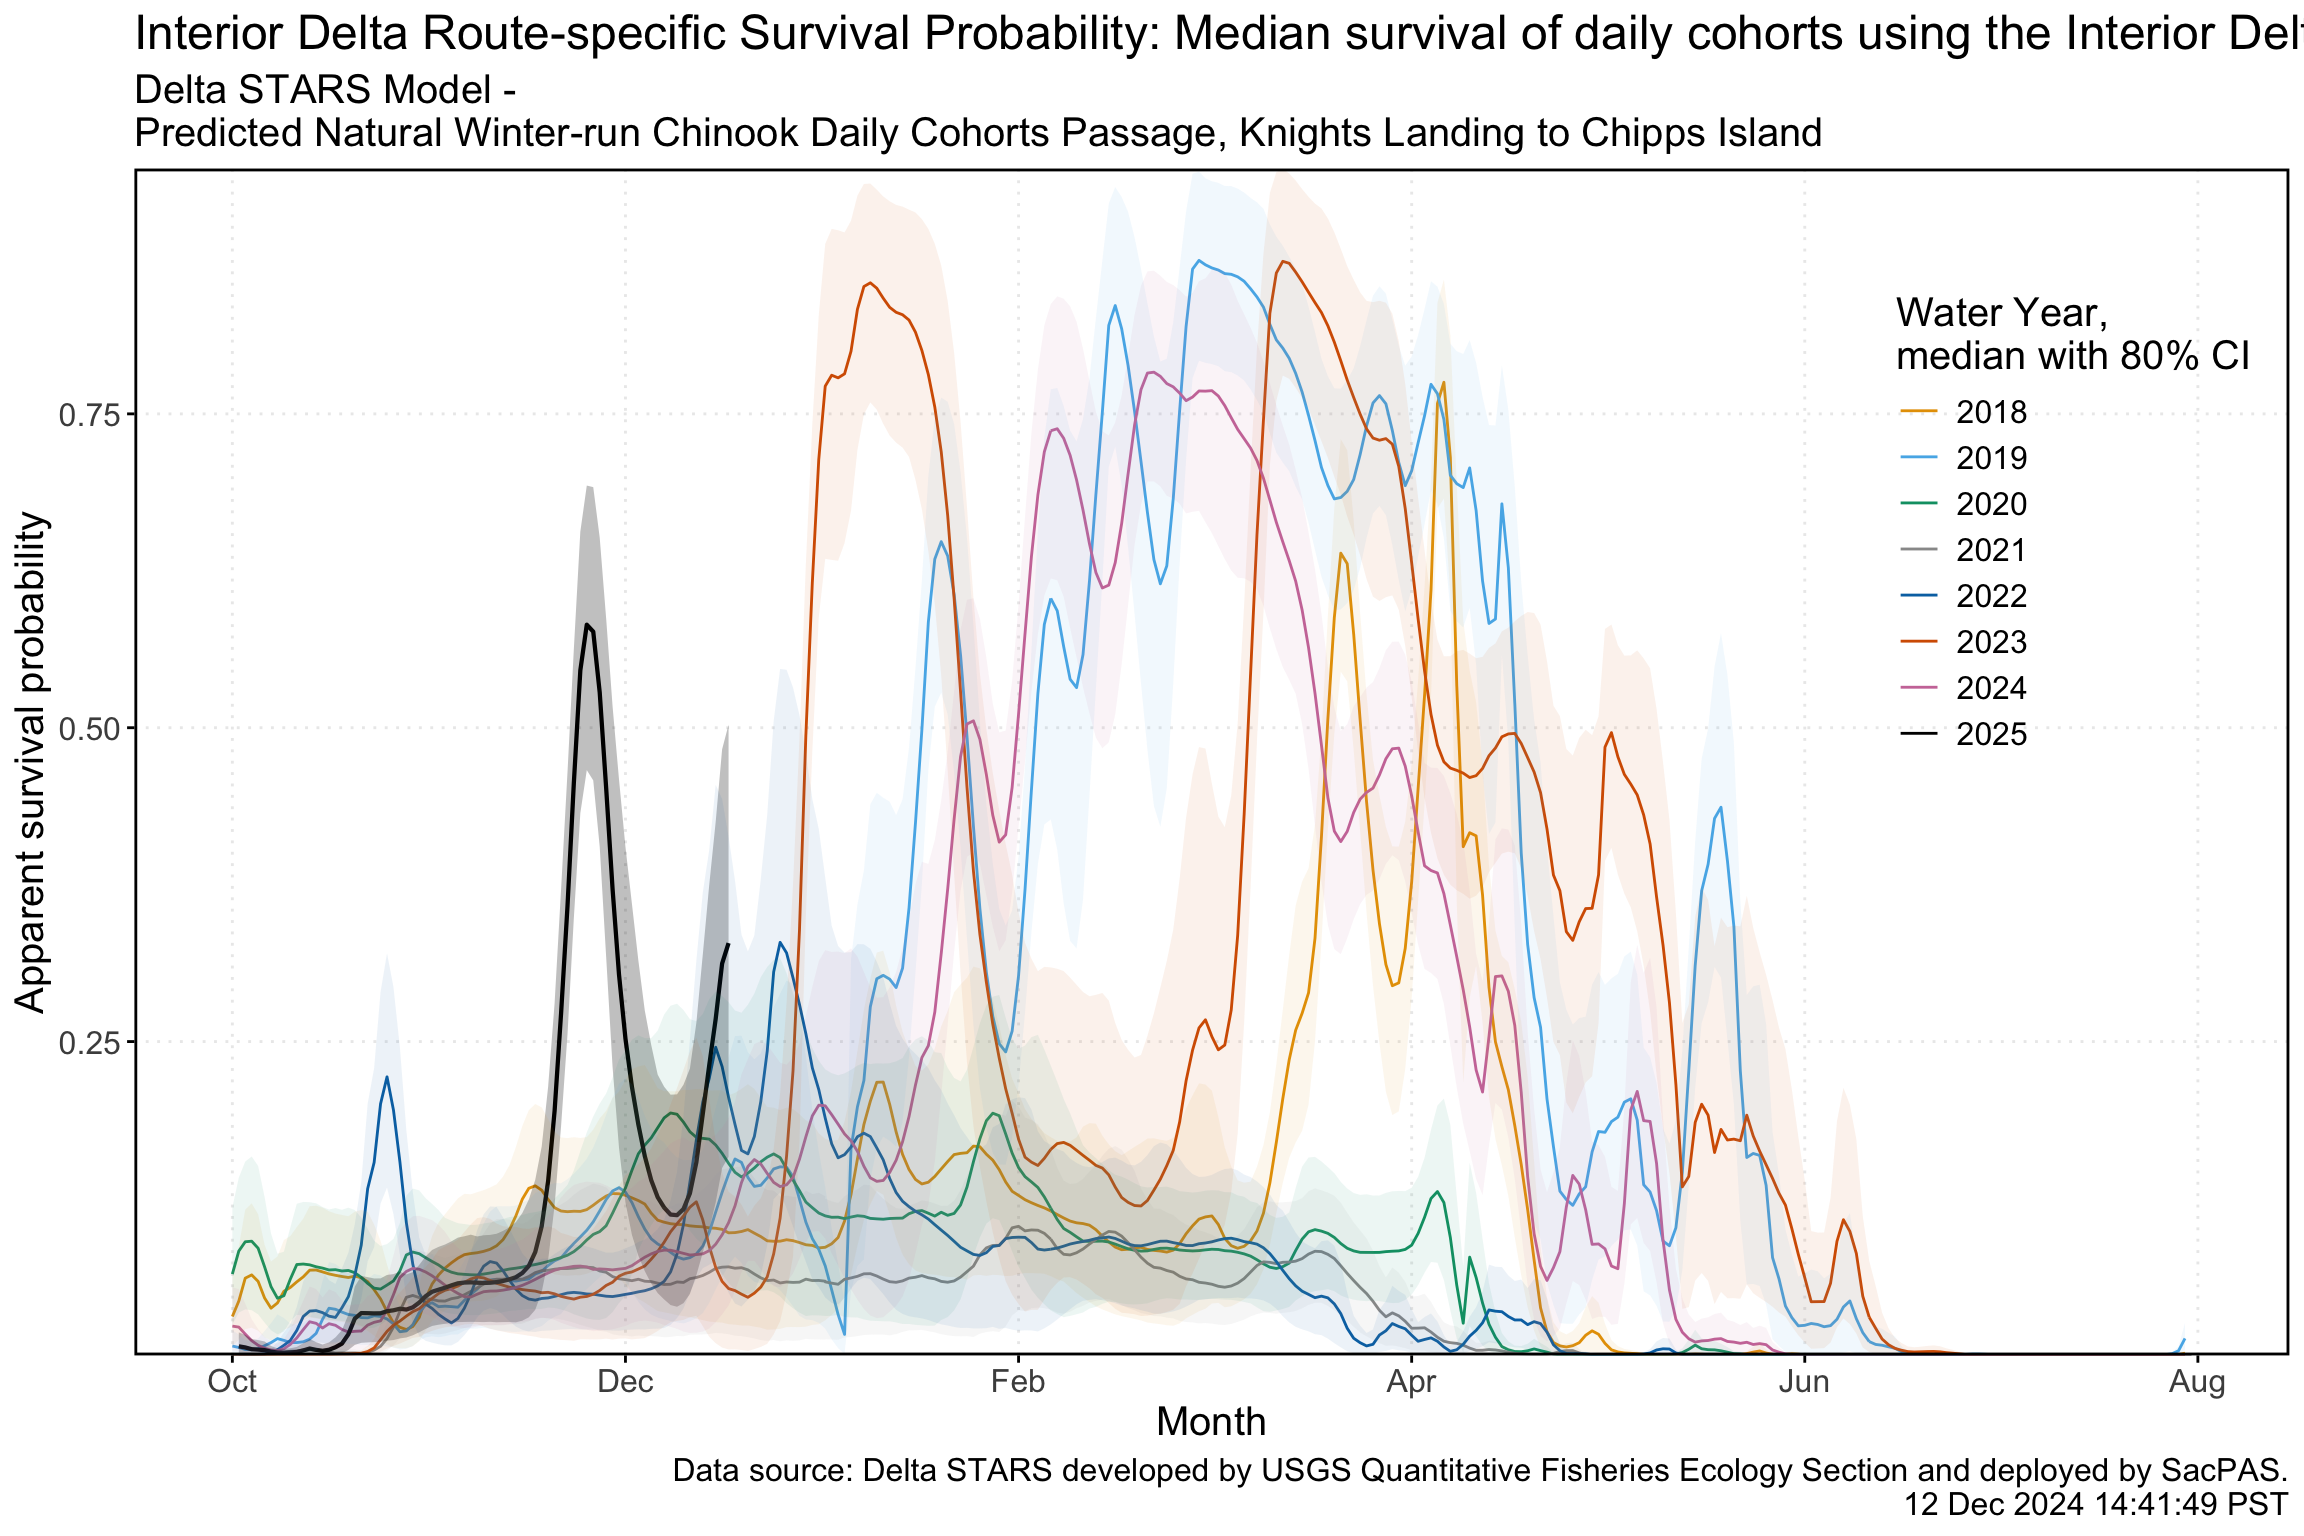 Interior Delta Route-specific Survival Probability: Median survival of daily cohorts using the Interior Del
Delta STARS Model -
Predicted Natural Winter-run Chinook Daily Cohorts Passage, Knights Landing to Chipps Island
Water Year,
median with 80% CI
2018
2019
2020
2021
2022
2023
2024
2025
Apparent survival probability
0.75
0.50
0.25
Oct
Dec
Feb
Apr
Jun
Aug
Month
Data source: Delta STARS developed by USGS Quantitative Fisheries Ecology Section and deployed by SacPAS.
12 Dec 2024 14:41:49 PST